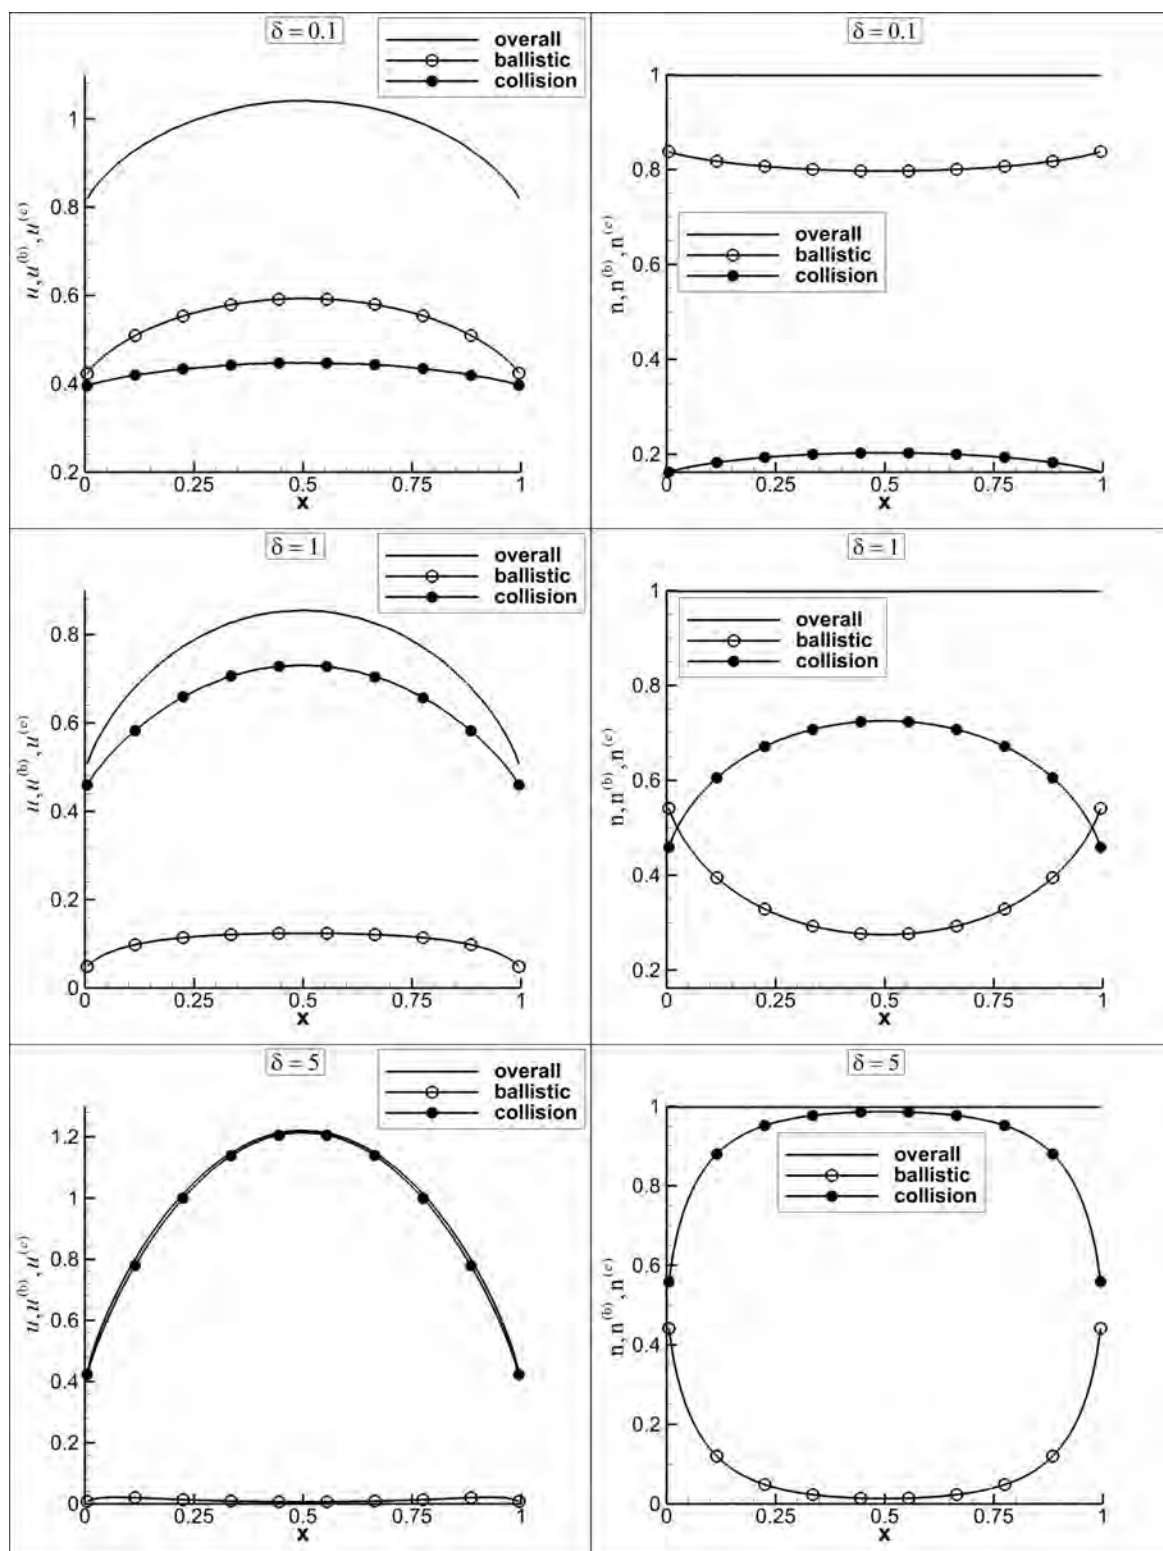 δ = 0.1
overall
ballistic
collision
1
0.8
0.6
0.4
0.2
u, u^(b), u^(c)
0 0.25 0.5 0.75 1
x
δ = 0.1
1
0.8
0.6
0.4
0.2
overall
ballistic
collision
n, n^(b), n^(c)
0 0.25 0.5 0.75 1
x
δ = 1
overall
ballistic
collision
0.8
0.6
0.4
0.2
0
u, u^(b), u^(c)
0 0.25 0.5 0.75 1
x
δ = 1
overall
ballistic
collision
1
0.8
0.6
0.4
0.2
n, n^(b), n^(c)
0 0.25 0.5 0.75 1
x
δ = 5
overall
ballistic
collision
1.2
1
0.8
0.6
0.4
0.2
0
u, u^(b), u^(c)
0 0.25 0.5 0.75 1
x
δ = 5
1
0.8
0.6
0.4
0.2
0
overall
ballistic
collision
n, n^(b), n^(c)
0 0.25 0.5 0.75 1
x